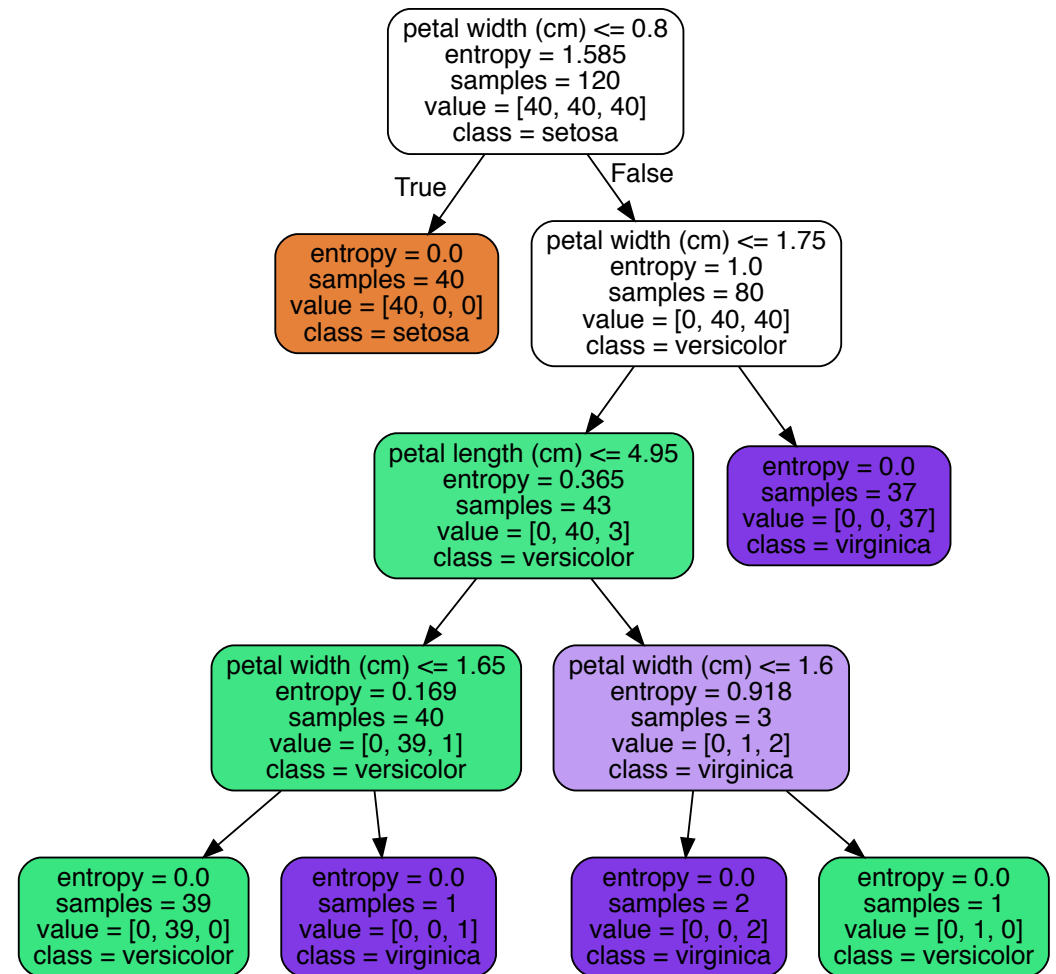 petal width (cm) <= 0.8
entropy = 1.585
samples = 120
value = [40, 40, 40]
class = setosa
True
False
entropy = 0.0
samples = 40
value = [40, 0, 0]
class = setosa
petal width (cm) <= 1.75
entropy = 1.0
samples = 80
value = [0, 40, 40]
class = versicolor
petal length (cm) <= 4.95
entropy = 0.365
samples = 43
value = [0, 40, 3]
class = versicolor
entropy = 0.0
samples = 37
value = [0, 0, 37]
class = virginica
petal width (cm) <= 1.65
entropy = 0.169
samples = 40
value = [0, 39, 1]
class = versicolor
petal width (cm) <= 1.6
entropy = 0.918
samples = 3
value = [0, 1, 2]
class = virginica
entropy = 0.0
samples = 39
value = [0, 39, 0]
class = versicolor
entropy = 0.0
samples = 1
value = [0, 0, 1]
class = virginica
entropy = 0.0
samples = 2
value = [0, 0, 2]
class = virginica
entropy = 0.0
samples = 1
value = [0, 1, 0]
class = versicolor